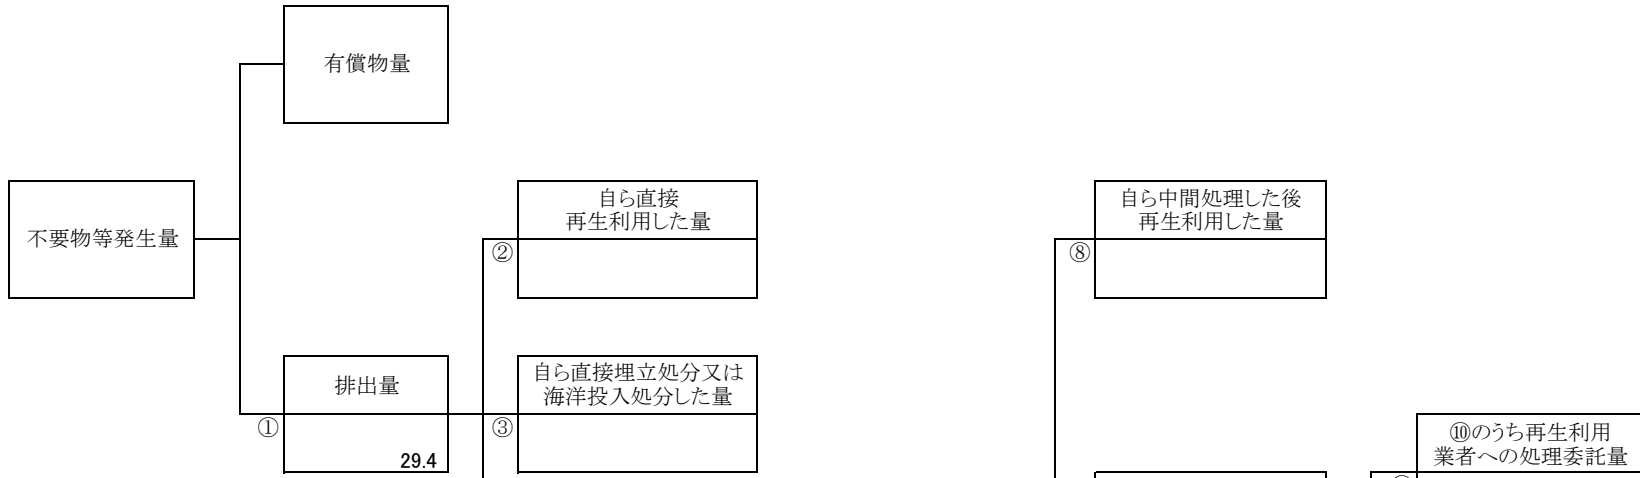 有償物量
不要物等発生量
自ら直接
再生利用した量
②
自ら中間処理した後
再生利用した量
⑧
排出量
①
29.4
自ら直接埋立処分又は
海洋投入処分した量
③
⑩のうち再生利用
業者への処理委託量